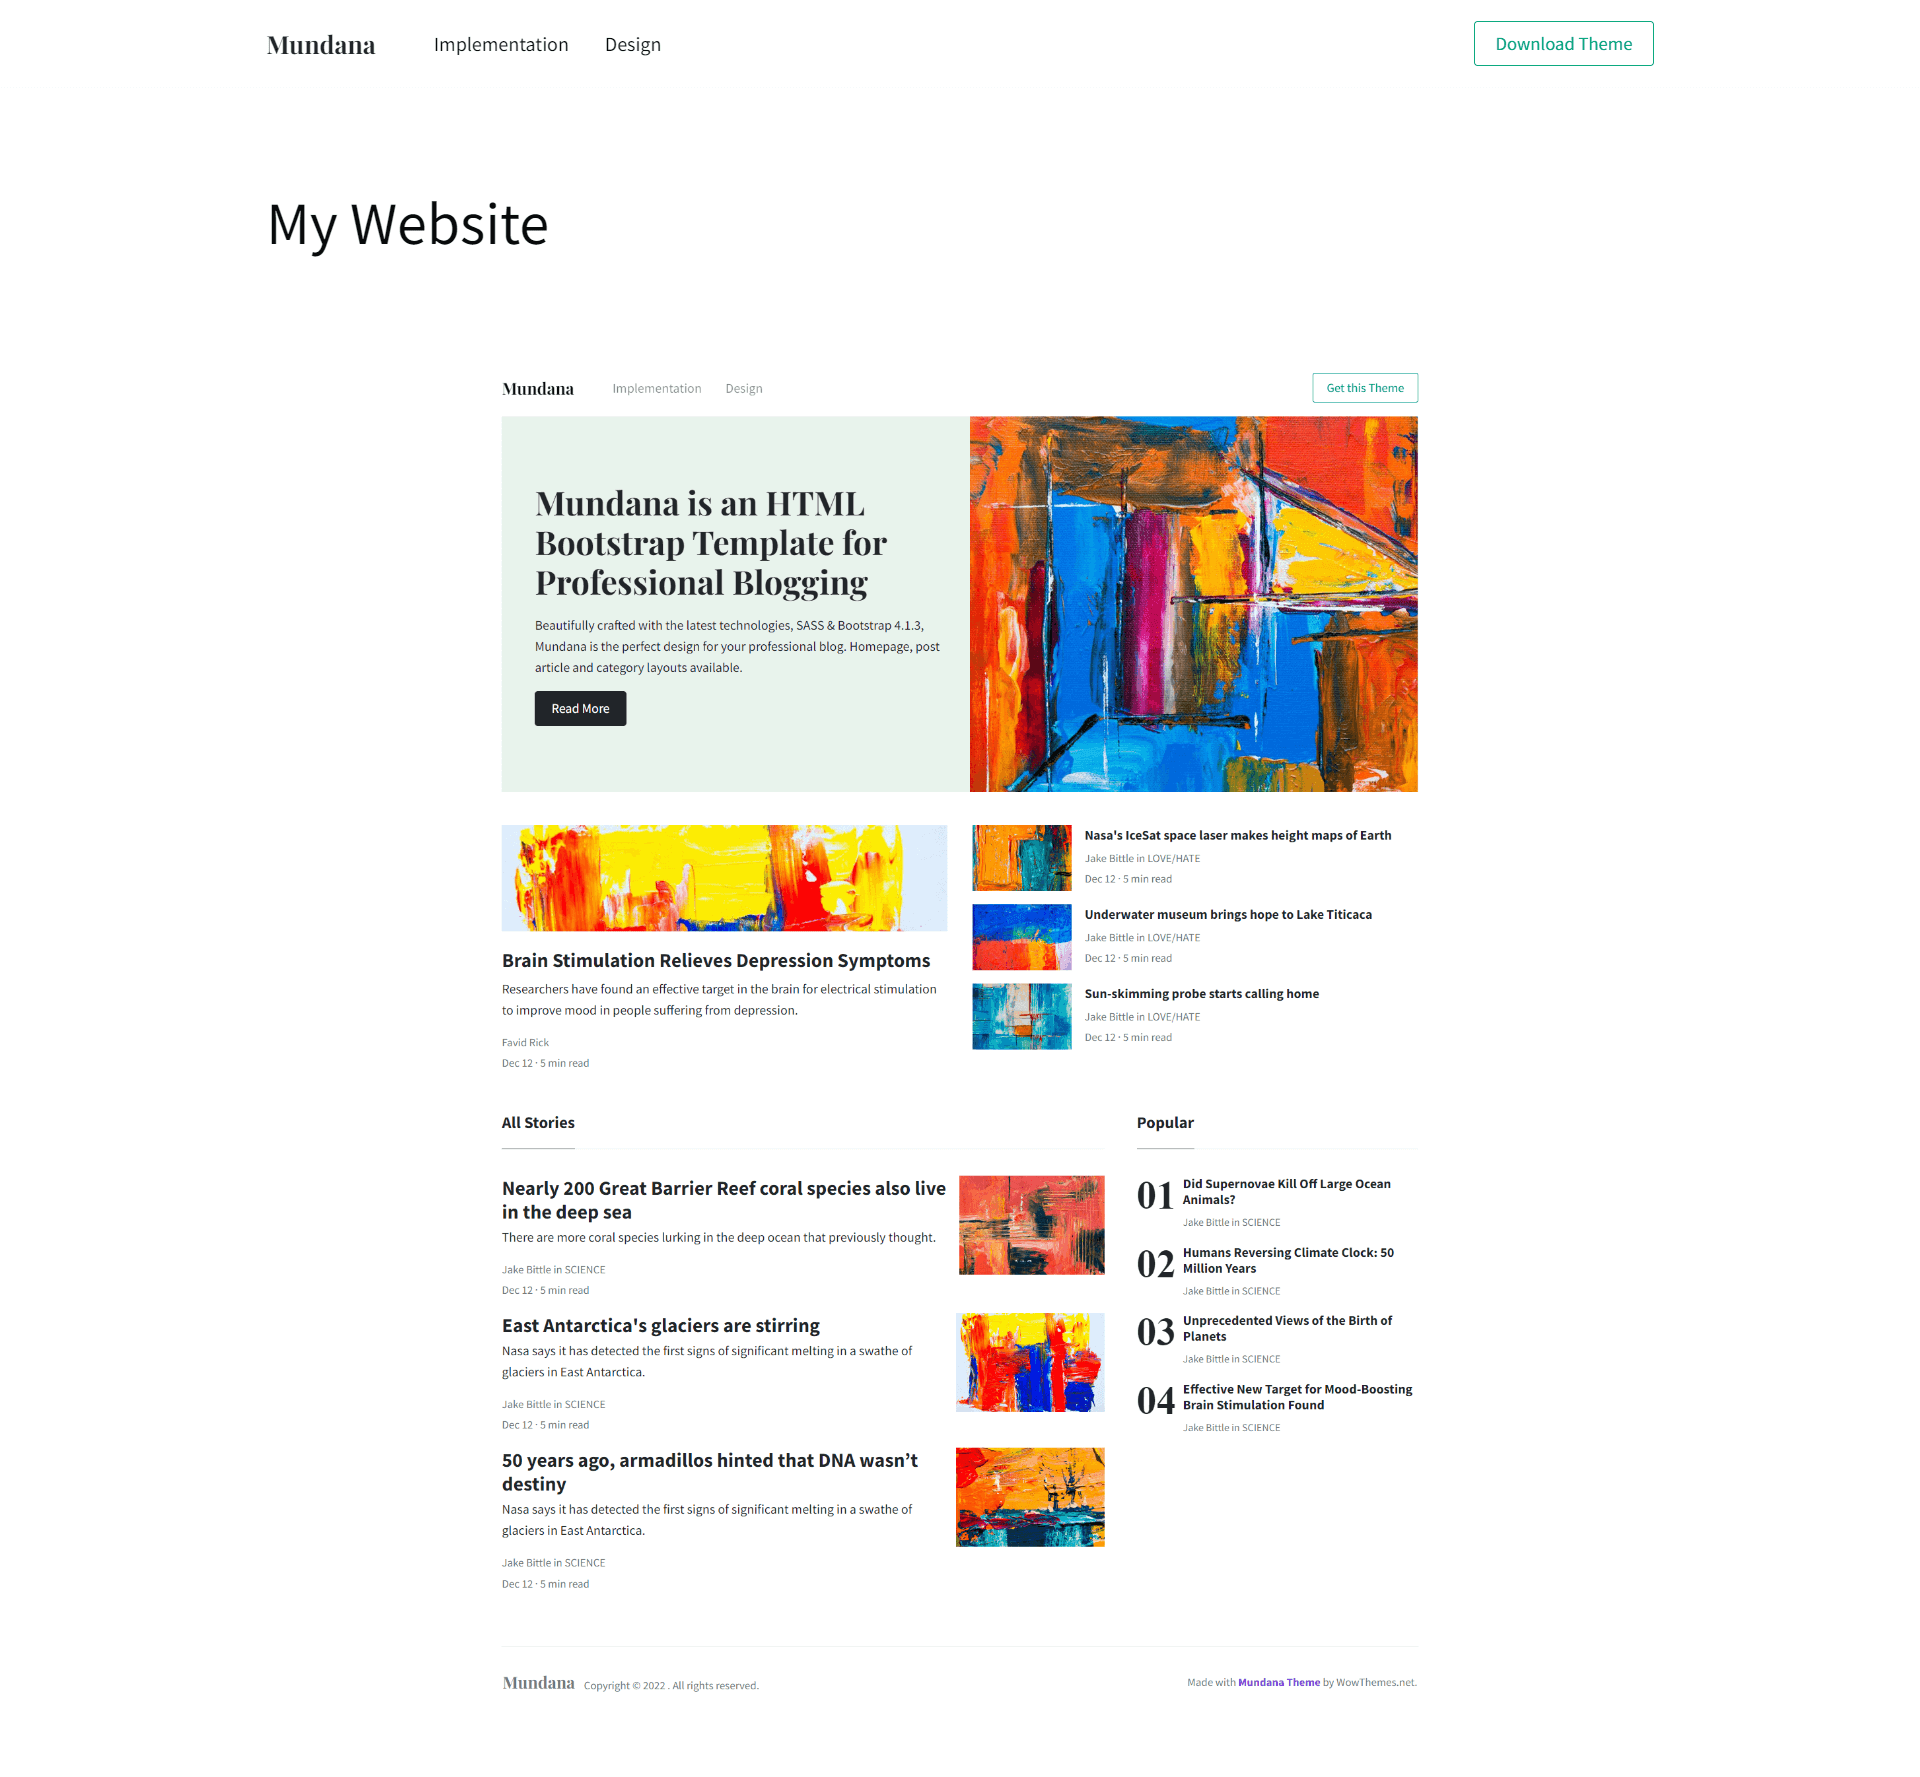 Mundana
Implementation
Design
Download Theme
My Website
Mundana
Implementation
Design
Get this Theme
Mundana is an HTML
Bootstrap Template for
Professional Blogging
Beautifully crafted with the latest technologies, SASS & Bootstrap 4.1.3,
Mundana is the perfect design for your professional blog. Homepage, post
article and category layouts available.
Read More
Brain Stimulation Relieves Depression Symptoms
Researchers have found an effective target in the brain for electrical stimulation
to improve mood in people suffering from depression.
Favid Rick
Dec 12 · 5 min read
Nasa's IceSat space laser makes height maps of Earth
Jake Bittle in LOVE/HATE
Dec 12 · 5 min read
Underwater museum brings hope to Lake Titicaca
Jake Bittle in LOVE/HATE
Dec 12 · 5 min read
Sun-skimming probe starts calling home
Jake Bittle in LOVE/HATE
Dec 12 · 5 min read
All Stories
Nearly 200 Great Barrier Reef coral species also live
in the deep sea
There are more coral species lurking in the deep ocean that previously thought.
Jake Bittle in SCIENCE
Dec 12 · 5 min read
East Antarctica's glaciers are stirring
Nasa says it has detected the first signs of significant melting in a swathe of
glaciers in East Antarctica.
Jake Bittle in SCIENCE
Dec 12 · 5 min read
50 years ago, armadillos hinted that DNA wasn’t
destiny
Nasa says it has detected the first signs of significant melting in a swathe of
glaciers in East Antarctica.
Jake Bittle in SCIENCE
Dec 12 · 5 min read
Popular
01
Did Supernovae Kill Off Large Ocean
Animals?
Jake Bittle in SCIENCE
02
Humans Reversing Climate Clock: 50
Million Years
Jake Bittle in SCIENCE
03
Unprecedented Views of the Birth of
Planets
Jake Bittle in SCIENCE
04
Effective New Target for Mood-Boosting
Brain Stimulation Found
Jake Bittle in SCIENCE
Mundana
Copyright © 2022 . All rights reserved.
Made with Mundana Theme by WowThemes.net.